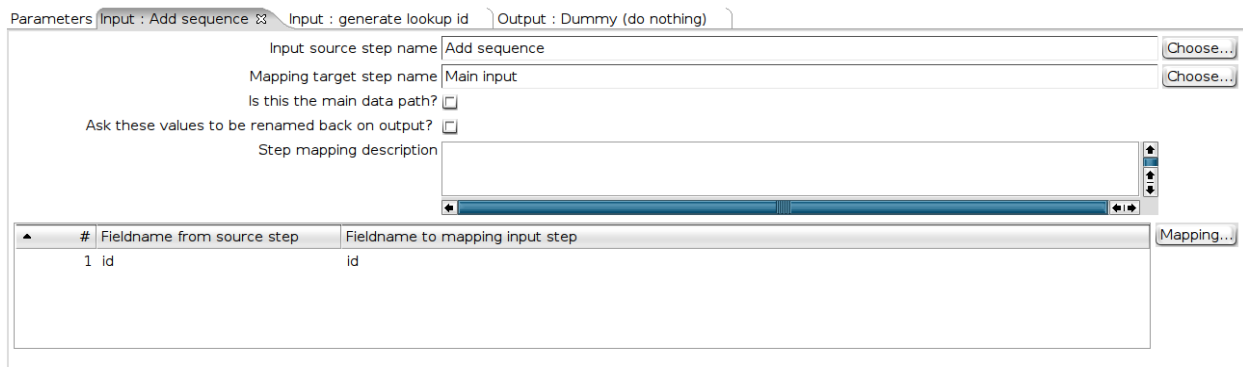 Parameters Input : Add sequence Input : generate lookup id Output : Dummy (do nothing)
Input source step name Add sequence Choose...
Mapping target step name Main input Choose...
Is this the main data path?
Ask these values to be renamed back on output?
Step mapping description
# Fieldname from source step Fieldname to mapping input step Mapping...
1 id id